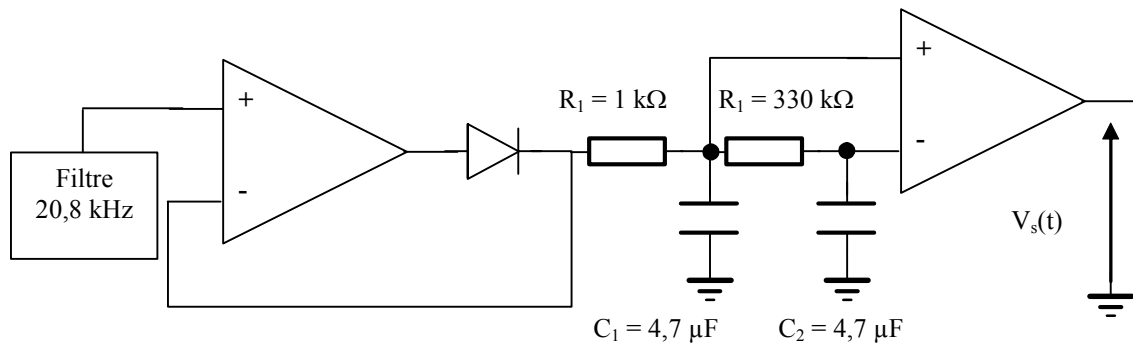 Filtre
20,8 kHz
+
-
R₁ = 1 kΩ
R₁ = 330 kΩ
C₁ = 4,7 µF
C₂ = 4,7 µF
+
-
Vₛ(t)